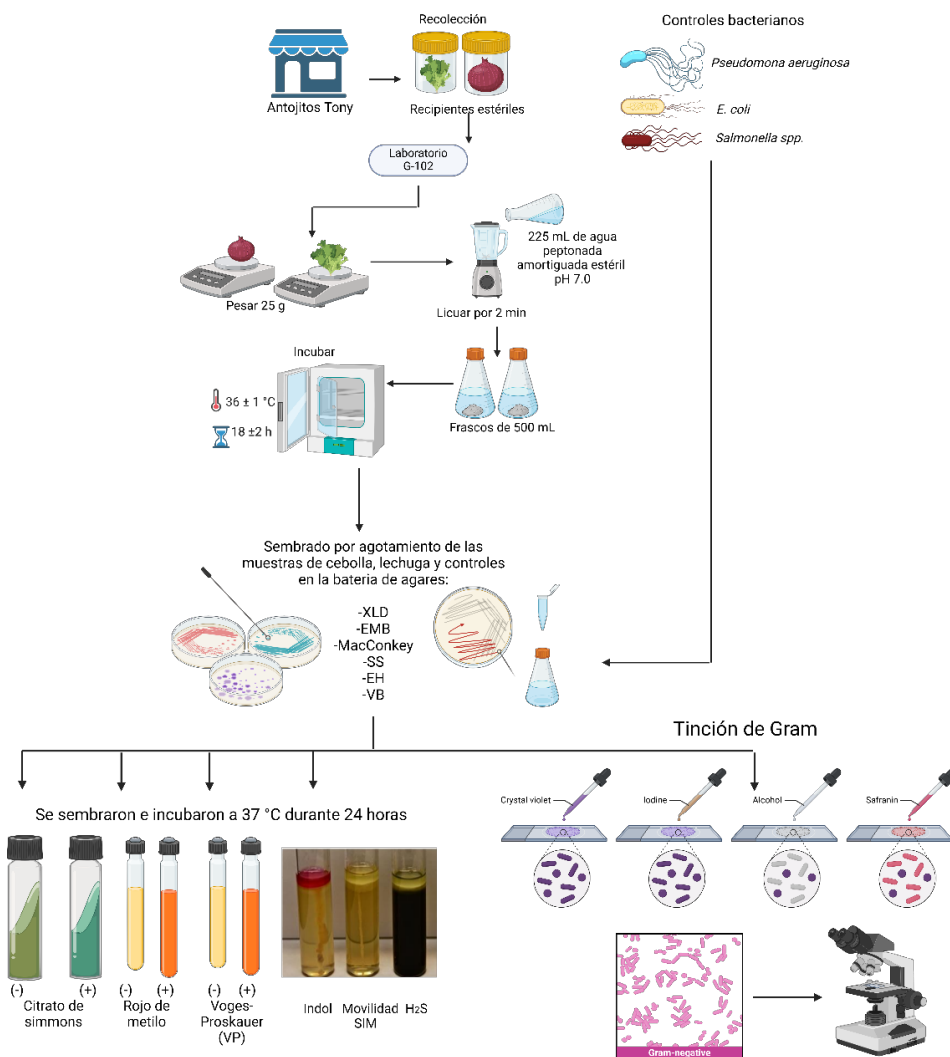 Recolección
Antojitos Tony
Recipientes estériles
Controles bacterianos
Pseudomona aeruginosa
E. coli
Salmonella spp.
Laboratorio
G-102
Pesar 25 g
225 mL de agua
peptonada
amortiguada estéril
pH 7.0
Licuar por 2 min
Incubar
36 ± 1 °C
18 ±2 h
Frascos de 500 mL
Sembrado por agotamiento de las
muestras de cebolla, lechuga y controles
en la bateria de agares:
-XLD
-EMB
-MacConkey
-SS
-EH
-VB
Tinción de Gram
Crystal violet
Iodine
Alcohol
Safranin
Se sembraron e incubaron a 37 °C durante 24 horas
(-) (+) (-) (+) (-) (+)
Citrato de
simmons
Rojo de
metilo
Voges-
Proskauer
(VP)
Indol Movilidad H2S
SIM
Gram-negative